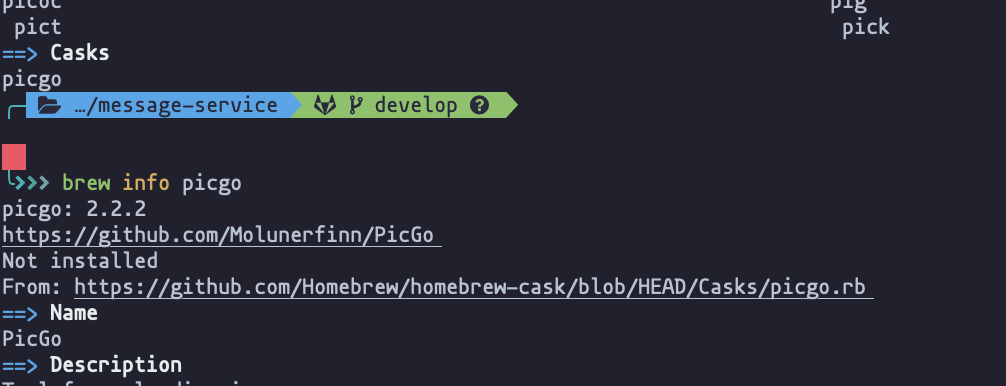 picoc pig
pict pick
==> Casks
picgo
…/message-service develop
>>> brew info picgo
picgo: 2.2.2
https://github.com/Molunerfinn/PicGo
Not installed
From: https://github.com/Homebrew/homebrew-cask/blob/HEAD/Casks/picgo.rb
==> Name
PicGo
==> Description